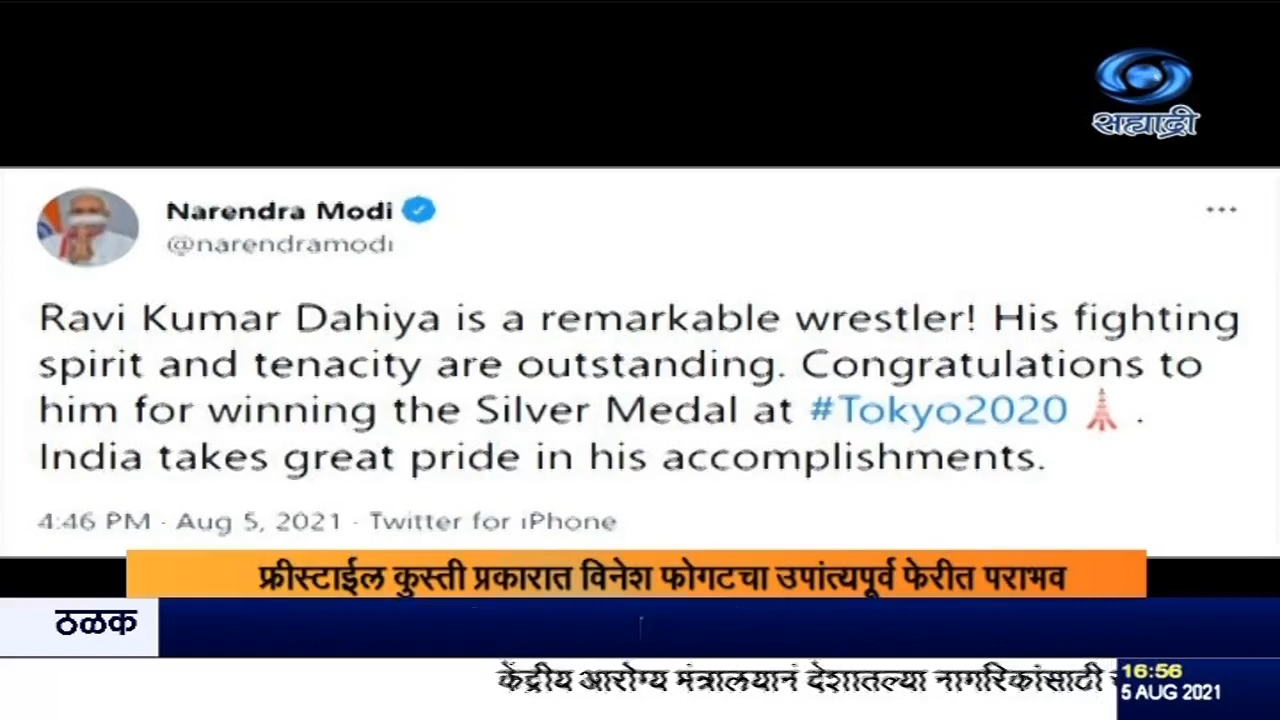 सह्याद्री
Narendra Modi
@narendramodi
Ravi Kumar Dahiya is a remarkable wrestler! His fighting
spirit and tenacity are outstanding. Congratulations to
him for winning the Silver Medal at #Tokyo2020 🗼 .
India takes great pride in his accomplishments.
4:46 PM · Aug 5, 2021 · Twitter for iPhone
फ्रीस्टाईल कुस्ती प्रकारात विनेश फोगटचा उपांत्यपूर्व फेरीत पराभव
ठळक
केंद्रीय आरोग्य मंत्रालयानं देशातल्या नागरिकांसाठी
16:56
5 AUG 2021